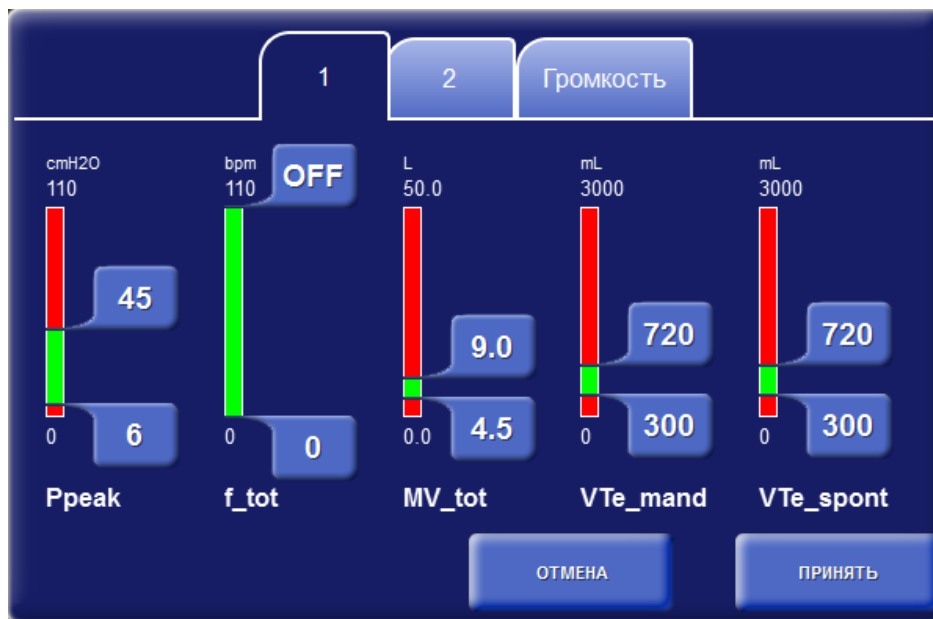 1
2
Громкость
cmH2O
110
45
6
0
Ppeak
bpm
110
OFF
0
0
f_tot
L
50.0
9.0
4.5
0.0
MV_tot
mL
3000
720
300
0
VTe_mand
mL
3000
720
300
0
VTe_spont
ОТМЕНА
ПРИНЯТЬ